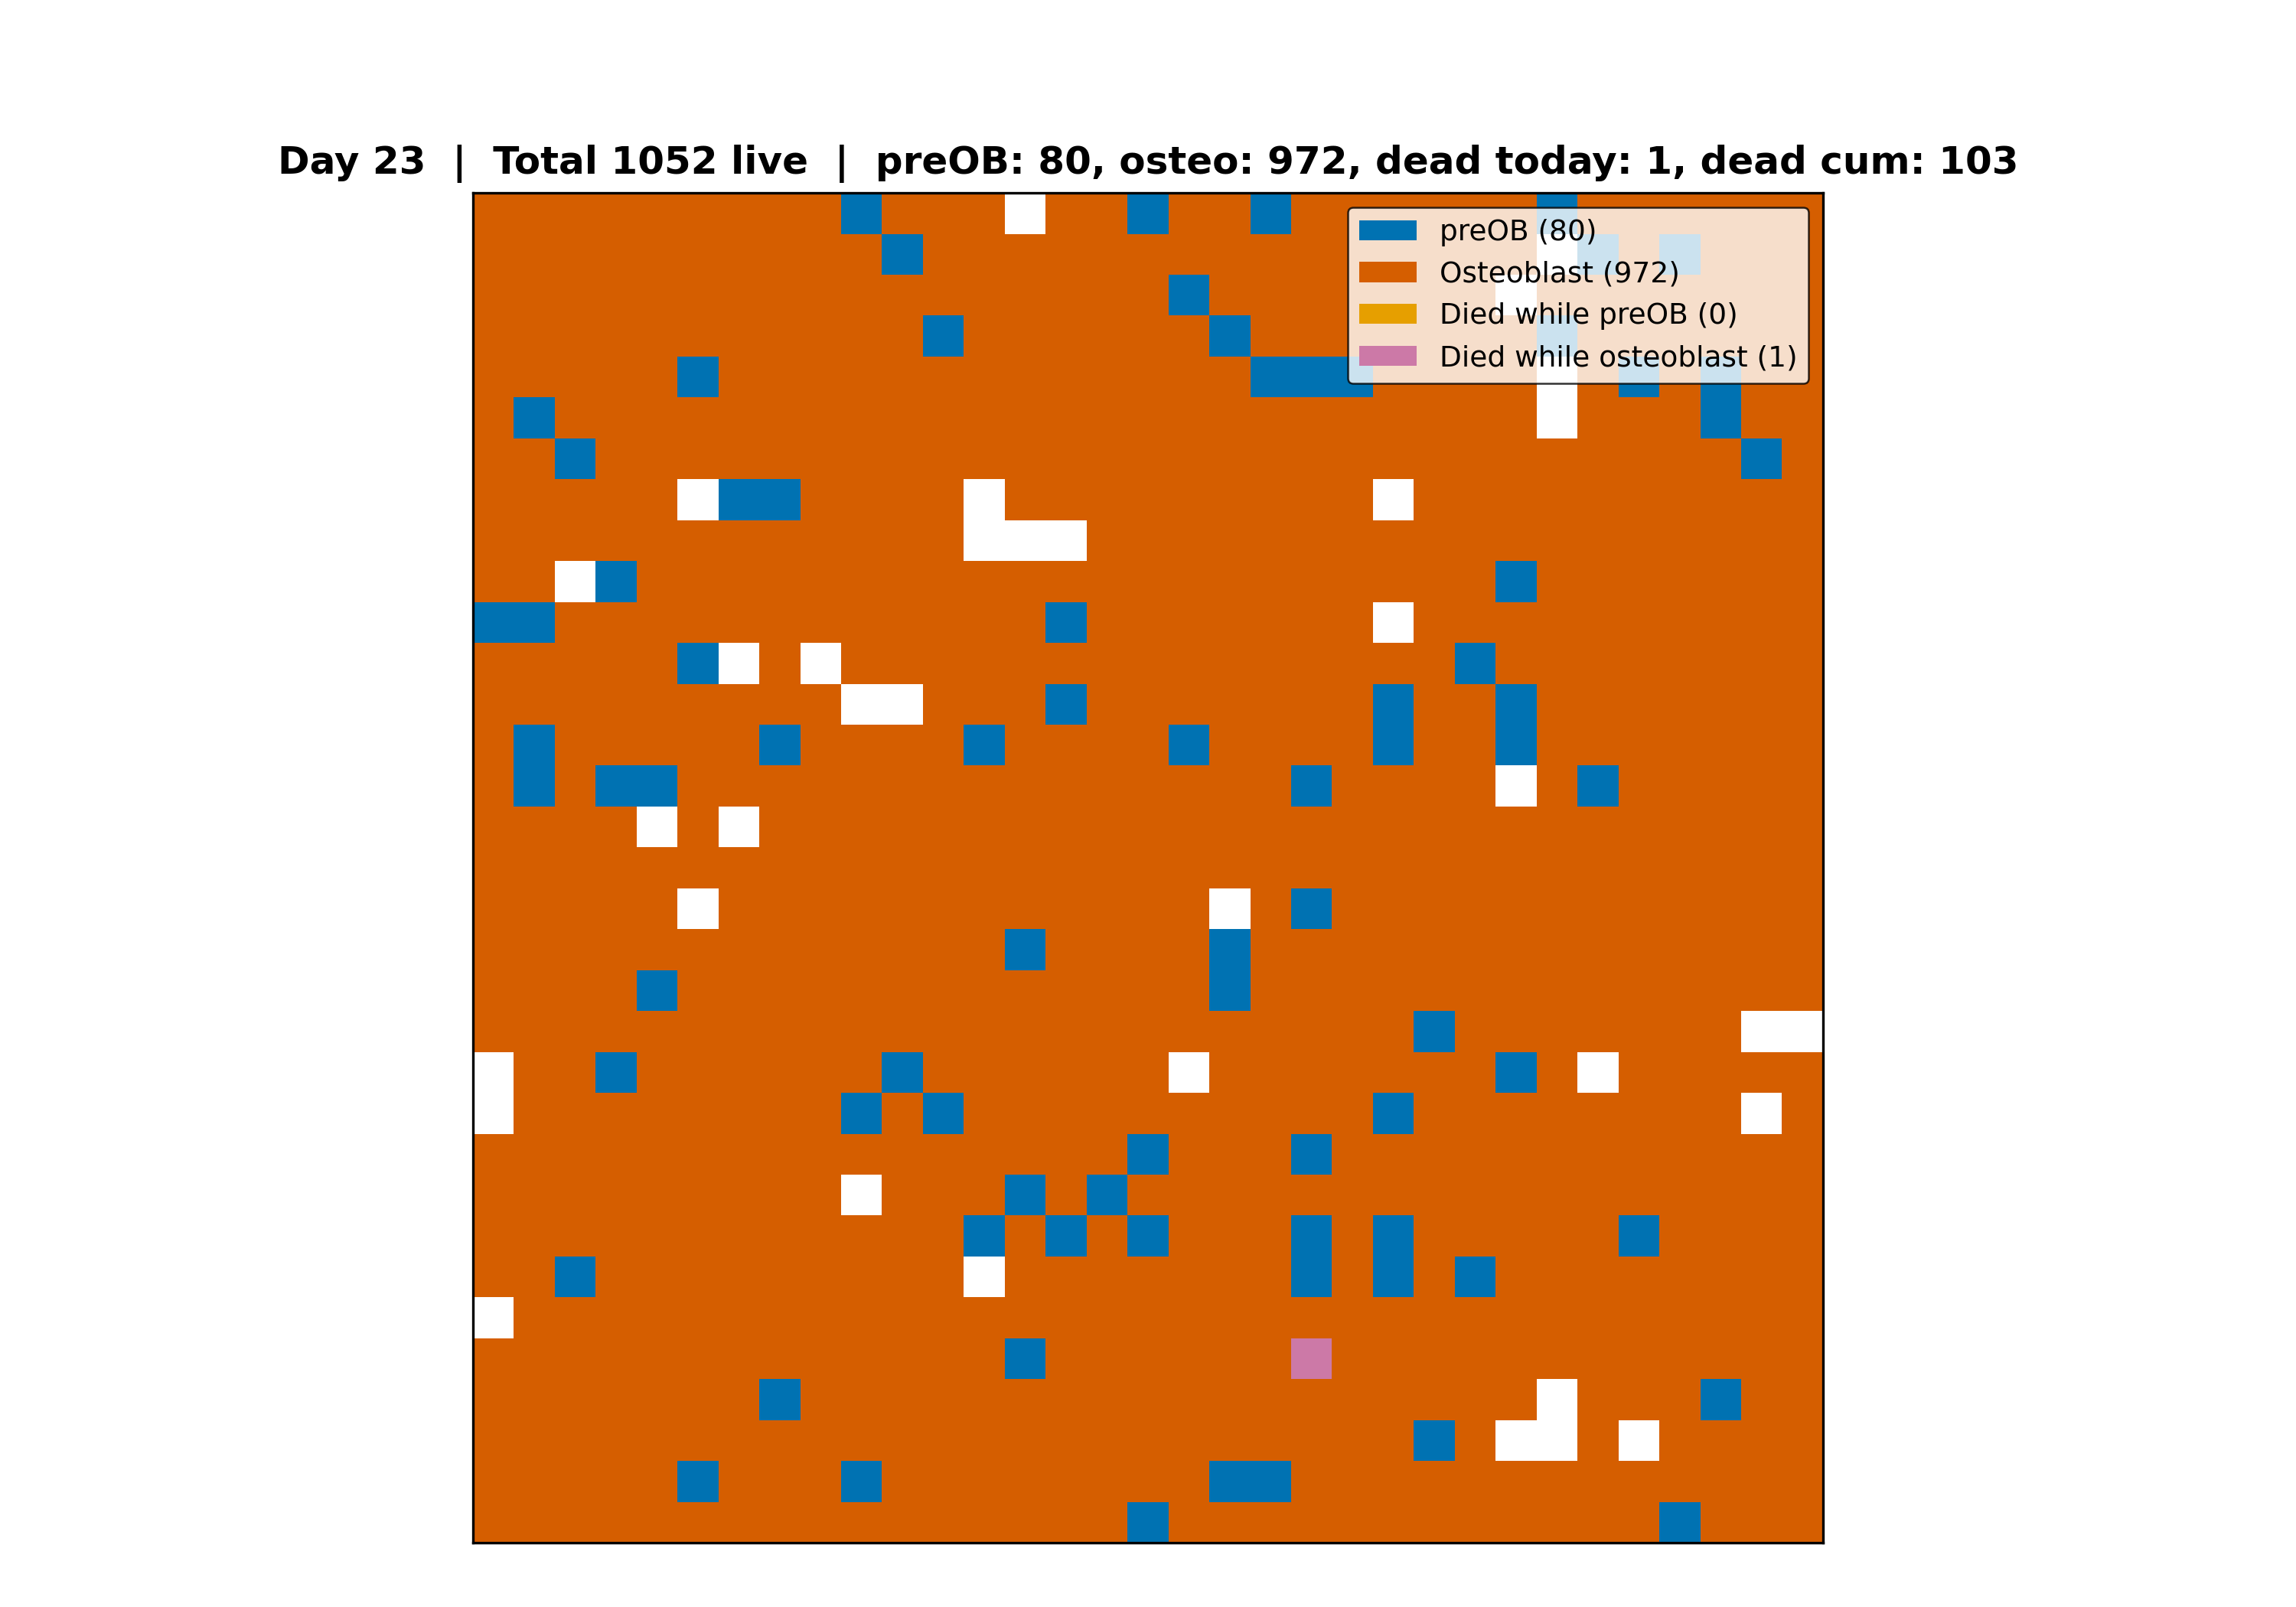 Day 23 | Total 1052 live | preOB: 80, osteo: 972, dead today: 1, dead cum: 103
preOB (80)
Osteoblast (972)
Died while preOB (0)
Died while osteoblast (1)